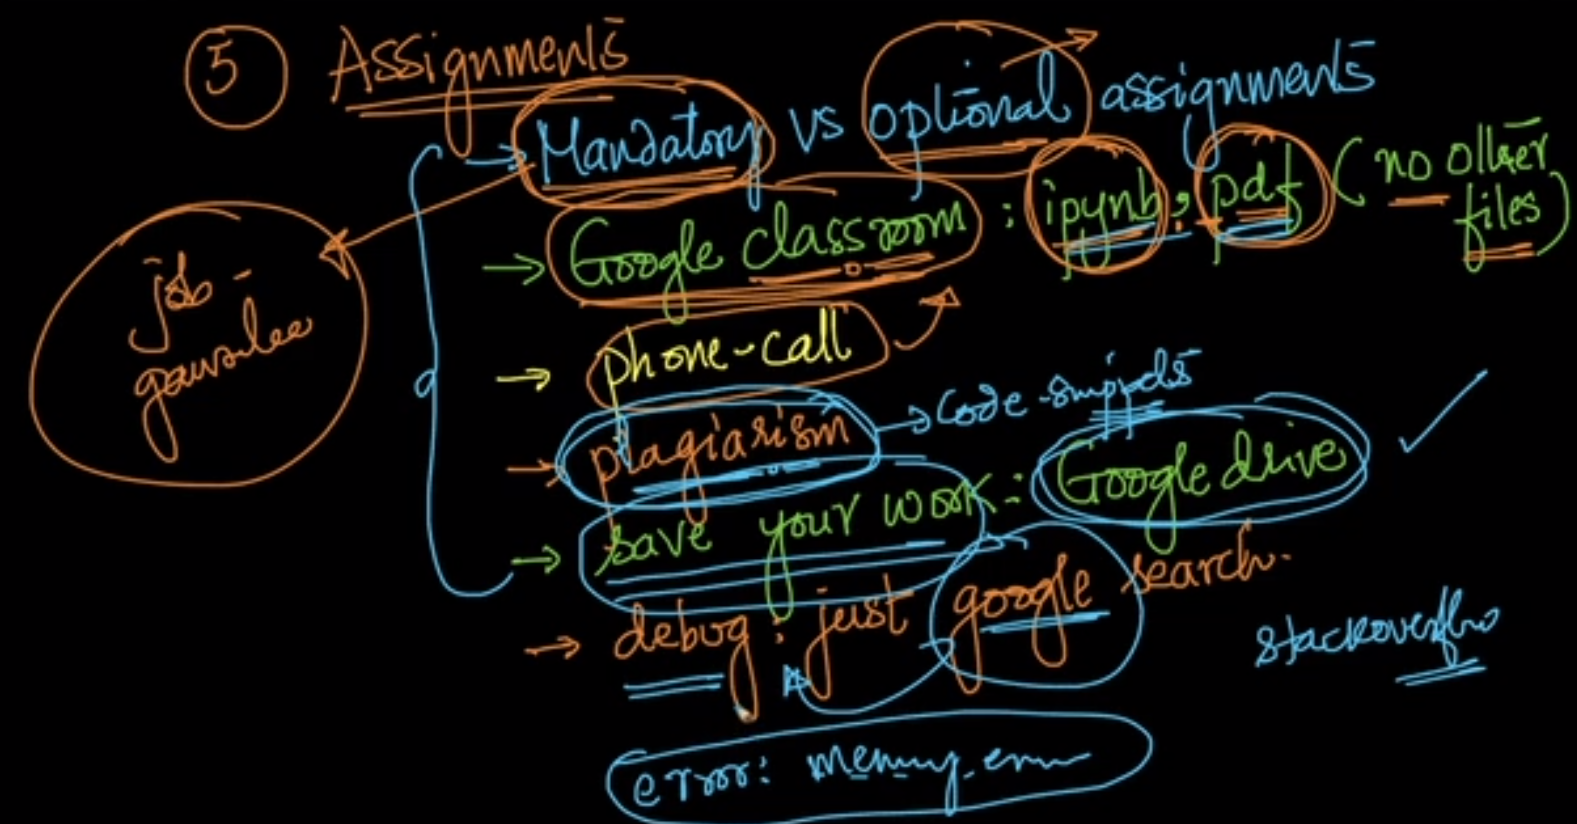 5 Assignments
→ Mandatory vs optional assignments
→ Google classroom : ipynb, pdf (no other files)
job -
→ phone-call
→ plagiarism → Code-snippets
→ save your work : Google drive ✓
→ debug : just google search.
stackoverflow
error: memory error